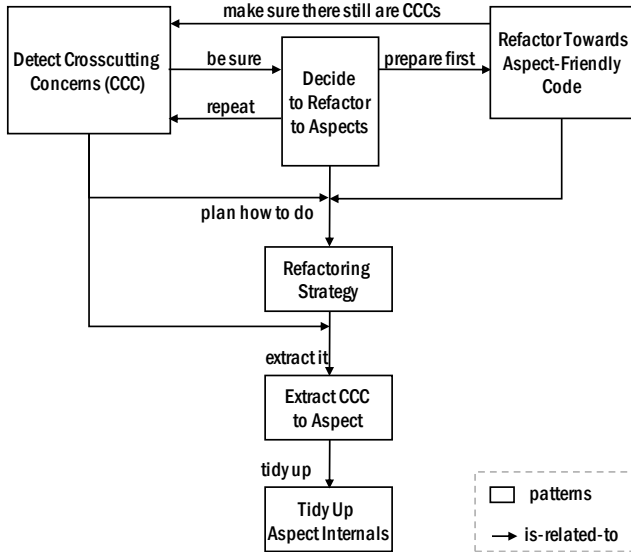 make sure there still are CCCs
Detect Crosscutting
Concerns (CCC)
be sure
repeat
Decide
to Refactor
to Aspects
prepare first
Refactor Towards
Aspect-Friendly
Code
plan how to do
Refactoring
Strategy
extract it
Extract CCC
to Aspect
tidy up
Tidy Up
Aspect Internals
patterns
is-related-to